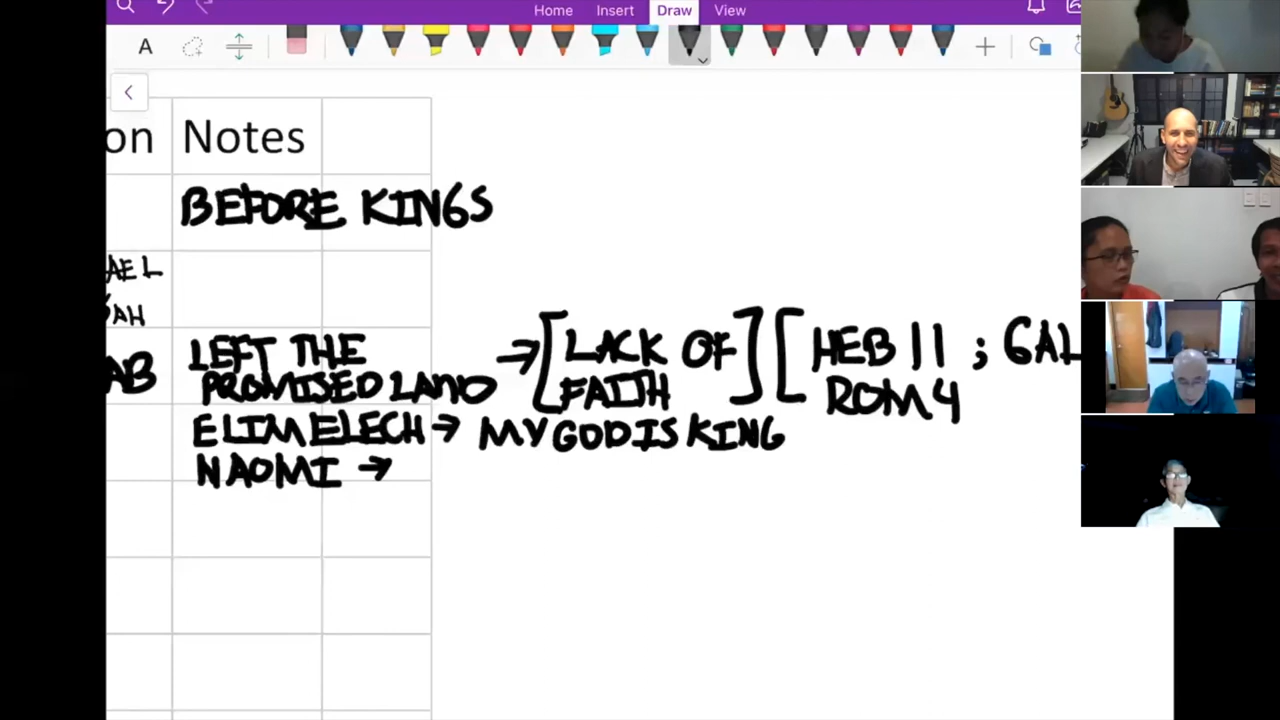 Home Insert Draw View
A
on Notes
BEFORE KINGS
AEL
AH
AB LEFT THE
PROMISED LAND → [LACK OF FAITH] [HEB 11 ; GAL
ROM 4
ELIMELECH → MY GOD IS KING
NAOMI →